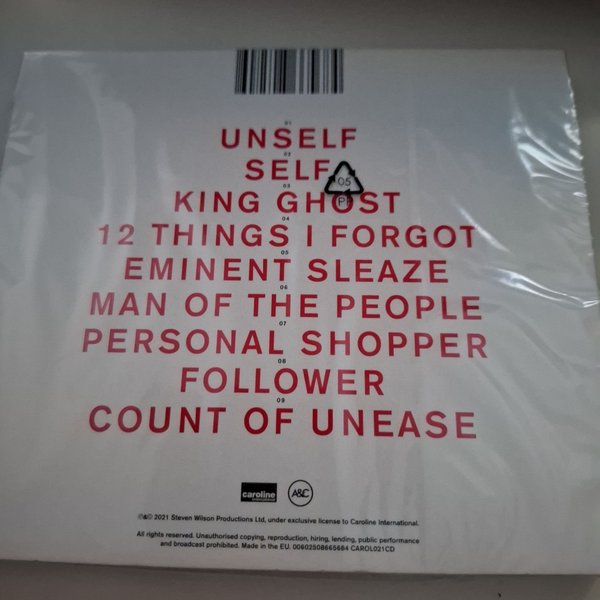 01
UNSELF
02
SELF
05
PP
03
KING GHOST
04
12 THINGS I FORGOT
05
EMINENT SLEAZE
06
MAN OF THE PEOPLE
07
PERSONAL SHOPPER
08
FOLLOWER
09
COUNT OF UNEASE
caroline
international
A&C
℗&© 2021 Steven Wilson Productions Ltd, under exclusive license to Caroline International.
All rights reserved. Unauthorised copying, reproduction, hiring, lending, public performance
and broadcast prohibited. Made in the EU. 00602508665684 CAROL021CD